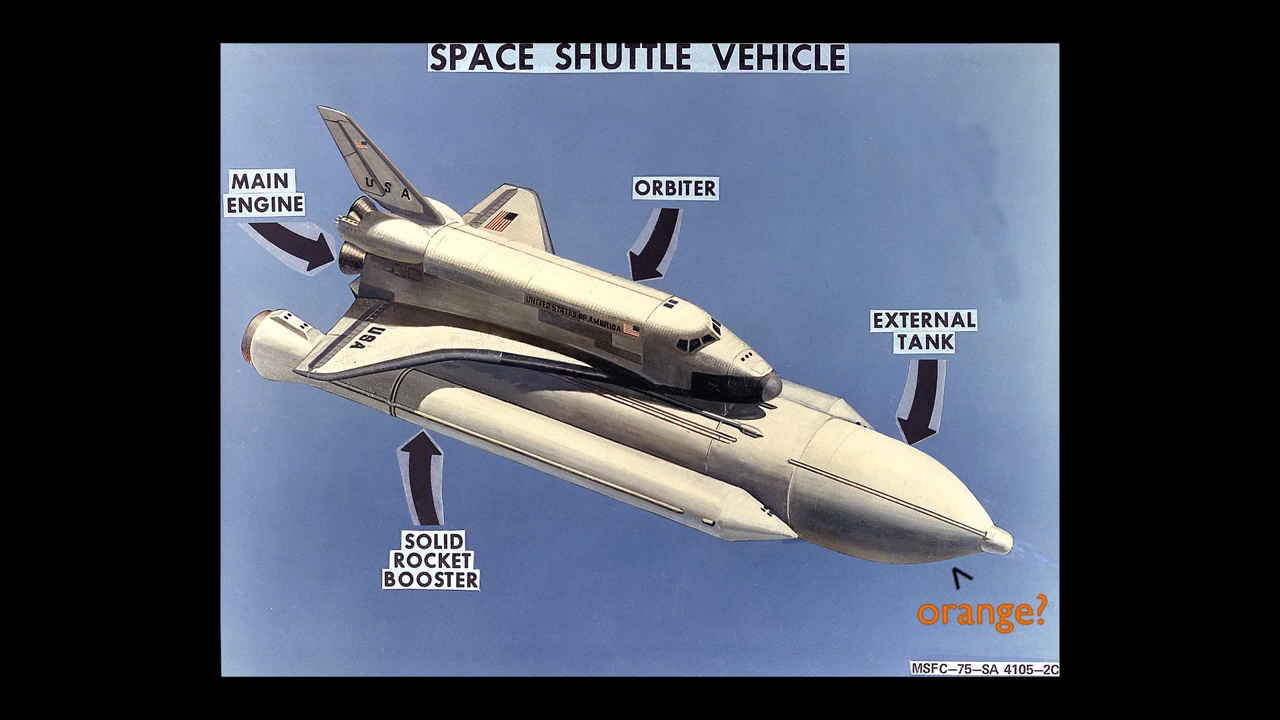 SPACE SHUTTLE VEHICLE
MAIN
ENGINE
ORBITER
USA
UNITED STATES OF AMERICA
USA
EXTERNAL
TANK
SOLID
ROCKET
BOOSTER
^
orange?
MSFC-75-SA 4105-2C